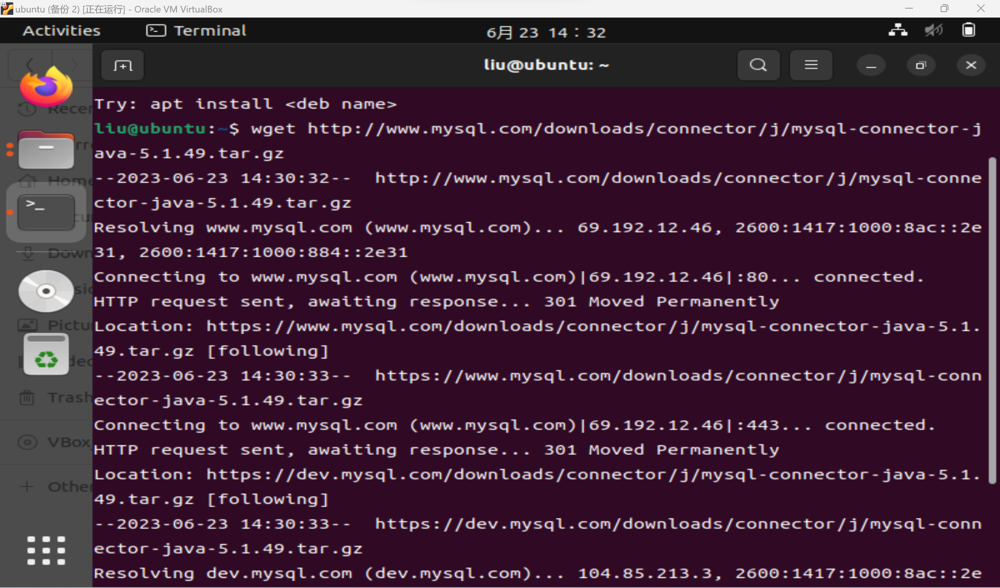 ubuntu (备份 2) [正在运行] - Oracle VM VirtualBox
Activities
Terminal
6月 23 14：32
liu@ubuntu: ~
Try: apt install <deb name>
liu@ubuntu:~$ wget http://www.mysql.com/downloads/connector/j/mysql-connector-j
ava-5.1.49.tar.gz
--2023-06-23 14:30:32--  http://www.mysql.com/downloads/connector/j/mysql-conne
ctor-java-5.1.49.tar.gz
Resolving www.mysql.com (www.mysql.com)... 69.192.12.46, 2600:1417:1000:8ac::2e
31, 2600:1417:1000:884::2e31
Connecting to www.mysql.com (www.mysql.com)|69.192.12.46|:80... connected.
HTTP request sent, awaiting response... 301 Moved Permanently
Location: https://www.mysql.com/downloads/connector/j/mysql-connector-java-5.1.
49.tar.gz [following]
--2023-06-23 14:30:33--  https://www.mysql.com/downloads/connector/j/mysql-conn
ector-java-5.1.49.tar.gz
Connecting to www.mysql.com (www.mysql.com)|69.192.12.46|:443... connected.
HTTP request sent, awaiting response... 301 Moved Permanently
Location: https://dev.mysql.com/downloads/connector/j/mysql-connector-java-5.1.
49.tar.gz [following]
--2023-06-23 14:30:33--  https://dev.mysql.com/downloads/connector/j/mysql-conn
ector-java-5.1.49.tar.gz
Resolving dev.mysql.com (dev.mysql.com)... 104.85.213.3, 2600:1417:1000:8ac::2e
Home
Trash
VBox_
Other